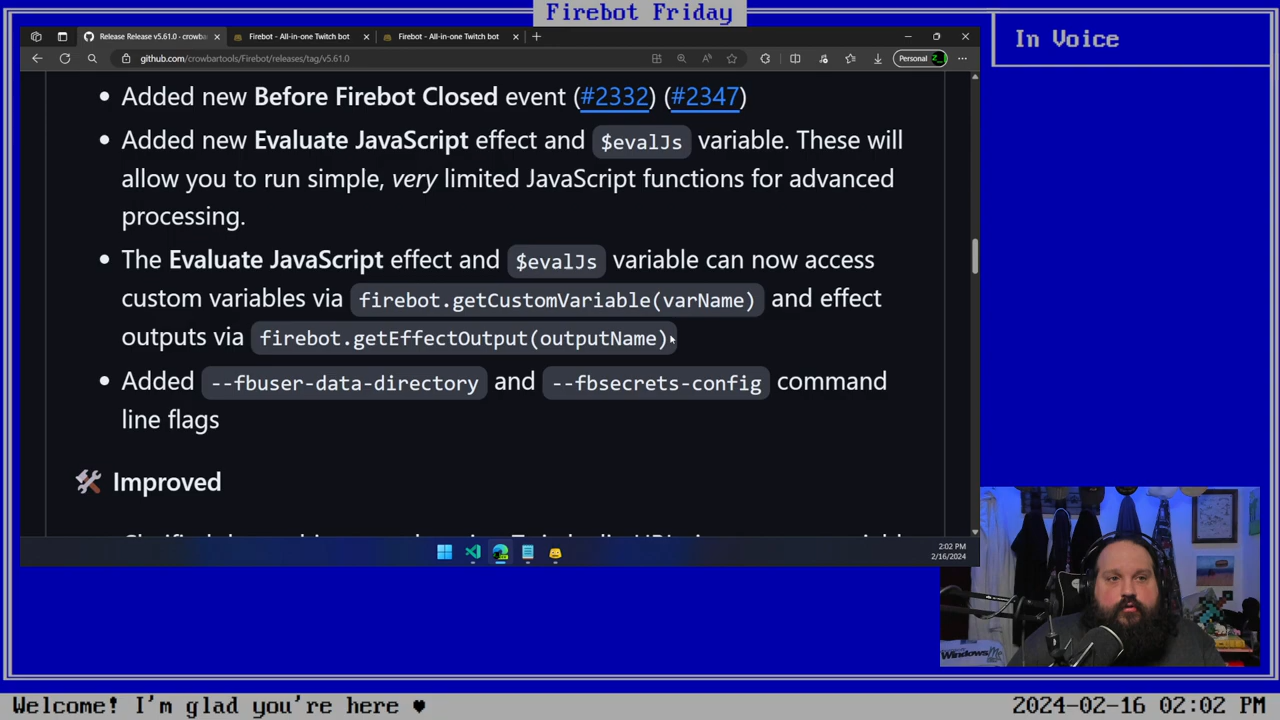 Firebot Friday
In Voice
Release Release v5.61.0 · crowbar
Firebot - All-in-one Twitch bot
Firebot - All-in-one Twitch bot
github.com/crowbartools/Firebot/releases/tag/v5.61.0
Personal
Added new Before Firebot Closed event (#2332) (#2347)
Added new Evaluate JavaScript effect and $evalJs variable. These will
allow you to run simple, very limited JavaScript functions for advanced
processing.
The Evaluate JavaScript effect and $evalJs variable can now access
custom variables via firebot.getCustomVariable(varName) and effect
outputs via firebot.getEffectOutput(outputName)
Added --fbuser-data-directory and --fbsecrets-config command
line flags
🛠️ Improved
2:02 PM
2/16/2024
Windows
Welcome! I'm glad you're here ♥
2024-02-16 02:02 PM